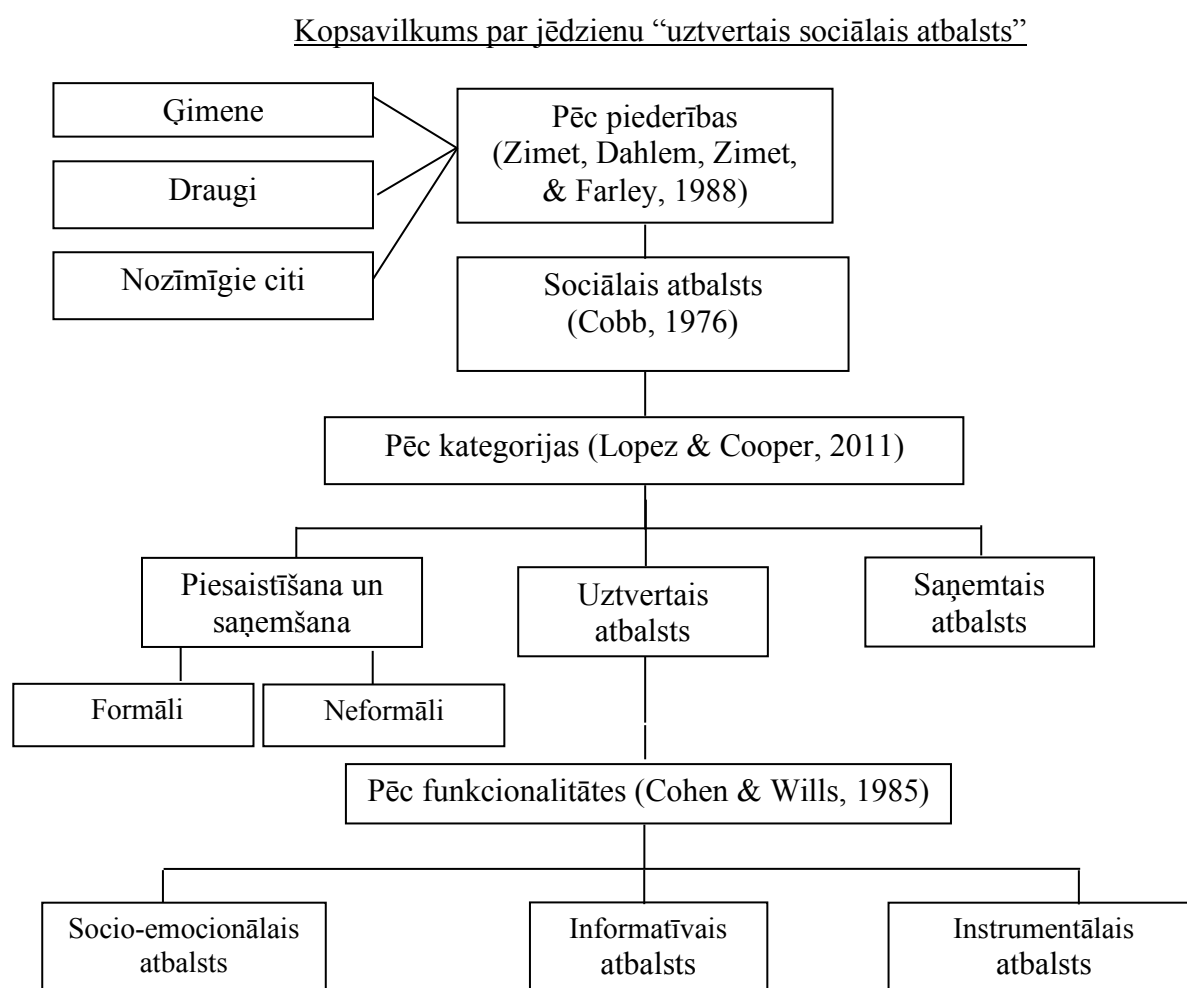 Kopsavilkums par jēdzienu “uztvertais sociālais atbalsts”
Ģimene
Draugi
Nozīmīgie citi
Pēc piederības
(Zimet, Dahlem, Zimet,
& Farley, 1988)
Sociālais atbalsts
(Cobb, 1976)
Pēc kategorijas (Lopez & Cooper, 2011)
Piesaistīšana un
saņemšana
Uztvertais
atbalsts
Saņemtais
atbalsts
Formāli
Neformāli
Pēc funkcionalitātes (Cohen & Wills, 1985)
Socio-emocionālais
atbalsts
Informatīvais
atbalsts
Instrumentālais
atbalsts